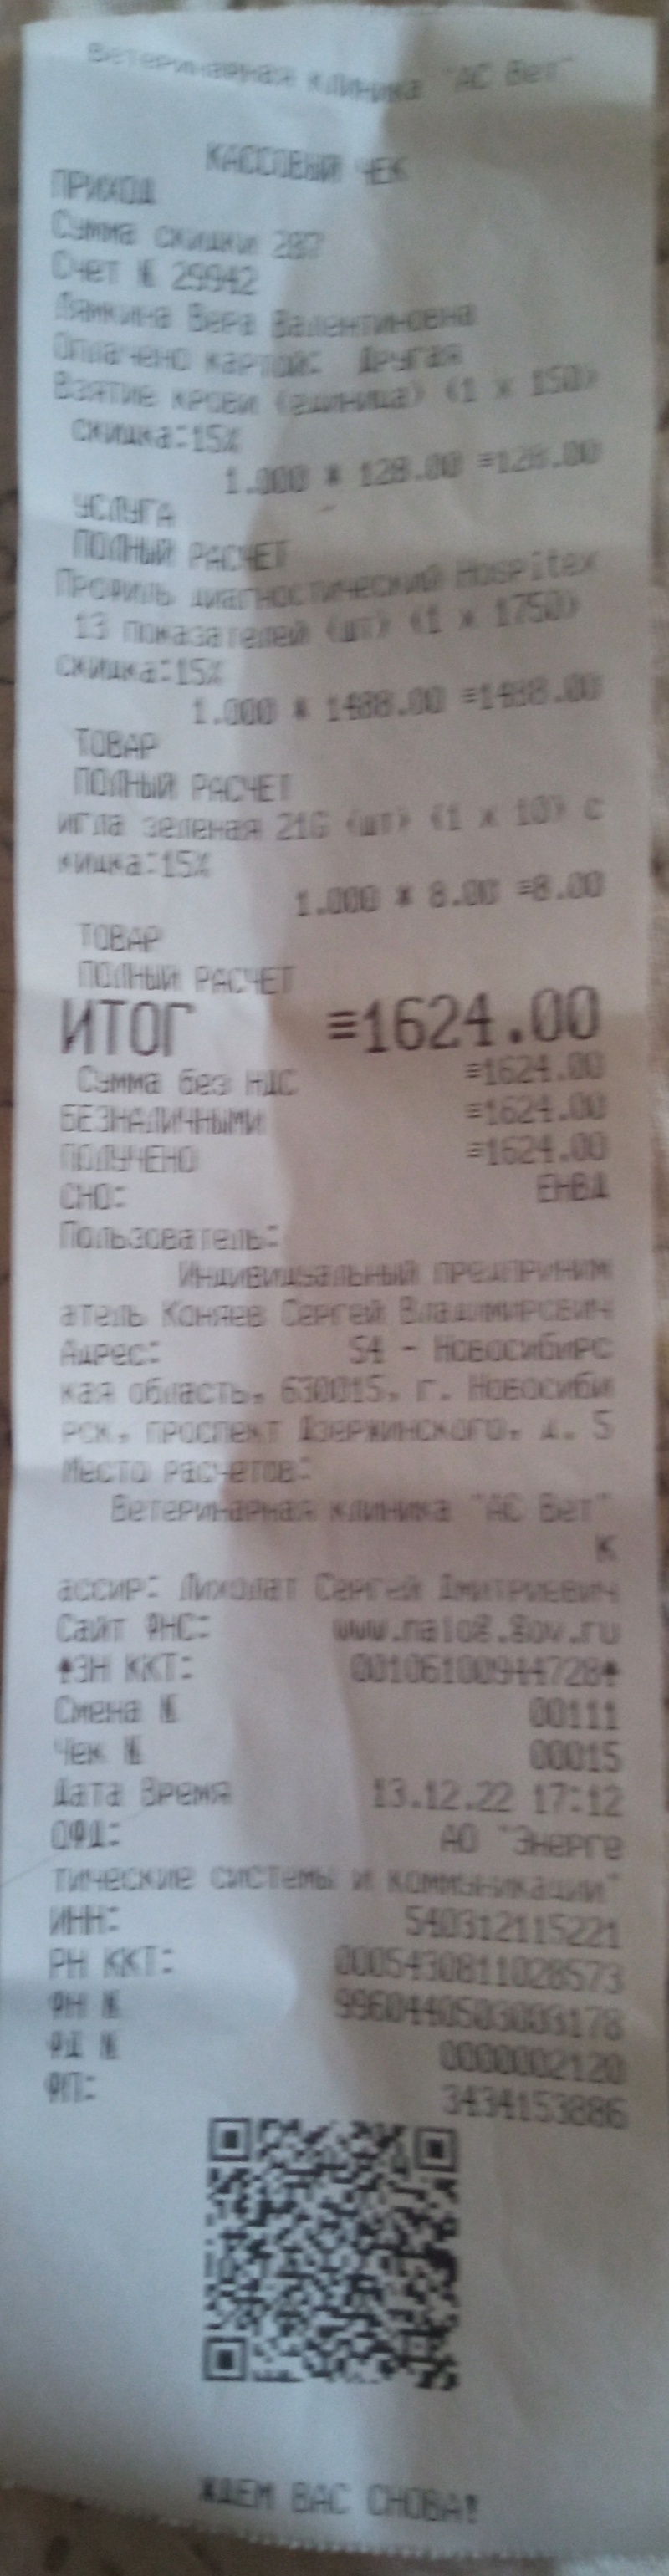 Ветеринарная клиника "АС Вет"
КАССОВЫЙ ЧЕК
ПРИХОД
Сумма скидки 287
Счет № 29942
Вера Валентиновна
Оплачено картой: Другая
Взятие крови (единица) (1 x 150)
скидка:15%
1.000 * 128.00 =128.00
УСЛУГА
ПОЛНЫЙ РАСЧЕТ
Профиль диагностический Hospitex
13 показателей (шт) (1 x 1750)
скидка:15%
1.000 * 1488.00 =1488.00
ТОВАР
ПОЛНЫЙ РАСЧЕТ
игла зеленая 21G (шт) (1 x 10) с
кидка:15%
1.000 * 8.00 =8.00
ТОВАР
ПОЛНЫЙ РАСЧЕТ
ИТОГ ≡1624.00
Сумма без НДС ≡1624.00
БЕЗНАЛИЧНЫМИ ≡1624.00
ПОЛУЧЕНО ≡1624.00
СНО: ЕНВД
Пользователь:
Индивидуальный предприним
атель Коняев Сергей Владимирович
Адрес: 54 - Новосибирс
кая область, 630015, г. Новосиби
рск, проспект Дзержинского, д. 5
Место расчетов:
Ветеринарная клиника "АС Вет"
К
ассир: Лихолат Сергей Дмитриевич
Сайт ФНС: www.nalog.gov.ru
*ЗН ККТ: 00106100944728*
Смена № 00111
Чек № 00015
Дата Время 13.12.22 17:12
ОФД: АО "Энерге
тические системы и коммуникации"
ИНН: 540312115221
РН ККТ: 0005430811028573
ФН № 9960440503003178
ФД № 0000002120
ФП: 3434153886
ЖДЕМ ВАС СНОВА!